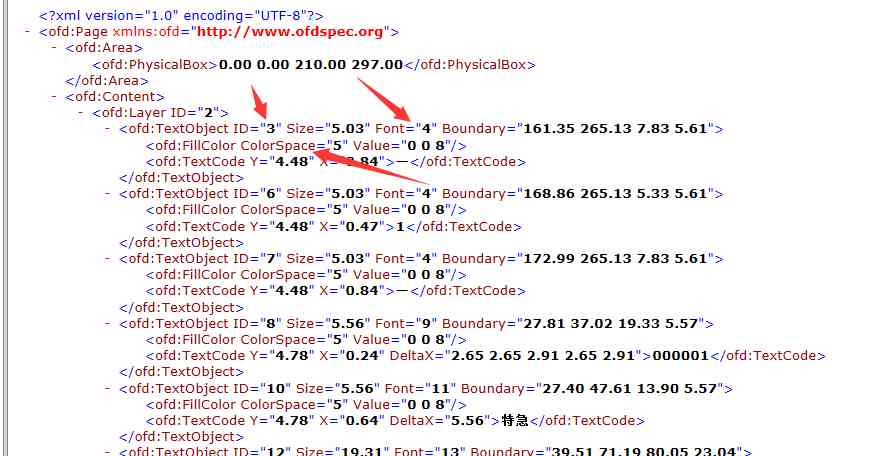 <?xml version="1.0" encoding="UTF-8"?>
- <ofd:Page xmlns:ofd="http://www.ofdspec.org">
- <ofd:Area>
<ofd:PhysicalBox>0.00 0.00 210.00 297.00</ofd:PhysicalBox>
</ofd:Area>
- <ofd:Content>
- <ofd:Layer ID="2">
- <ofd:TextObject ID="3" Size="5.03" Font="4" Boundary="161.35 265.13 7.83 5.61">
<ofd:FillColor ColorSpace="5" Value="0 0 8"/>
<ofd:TextCode Y="4.48" X="0.84">—</ofd:TextCode>
</ofd:TextObject>
- <ofd:TextObject ID="6" Size="5.03" Font="4" Boundary="168.86 265.13 5.33 5.61">
<ofd:FillColor ColorSpace="5" Value="0 0 8"/>
<ofd:TextCode Y="4.48" X="0.47">1</ofd:TextCode>
</ofd:TextObject>
- <ofd:TextObject ID="7" Size="5.03" Font="4" Boundary="172.99 265.13 7.83 5.61">
<ofd:FillColor ColorSpace="5" Value="0 0 8"/>
<ofd:TextCode Y="4.48" X="0.84">—</ofd:TextCode>
</ofd:TextObject>
- <ofd:TextObject ID="8" Size="5.56" Font="9" Boundary="27.81 37.02 19.33 5.57">
<ofd:FillColor ColorSpace="5" Value="0 0 8"/>
<ofd:TextCode Y="4.78" X="0.24" DeltaX="2.65 2.65 2.91 2.65 2.91">000001</ofd:TextCode>
</ofd:TextObject>
- <ofd:TextObject ID="10" Size="5.56" Font="11" Boundary="27.40 47.61 13.90 5.57">
<ofd:FillColor ColorSpace="5" Value="0 0 8"/>
<ofd:TextCode Y="4.78" X="0.64" DeltaX="5.56">特急</ofd:TextCode>
</ofd:TextObject>
- <ofd:TextObject ID="12" Size="19.31" Font="13" Boundary="39.51 71.19 80.05 23.04">